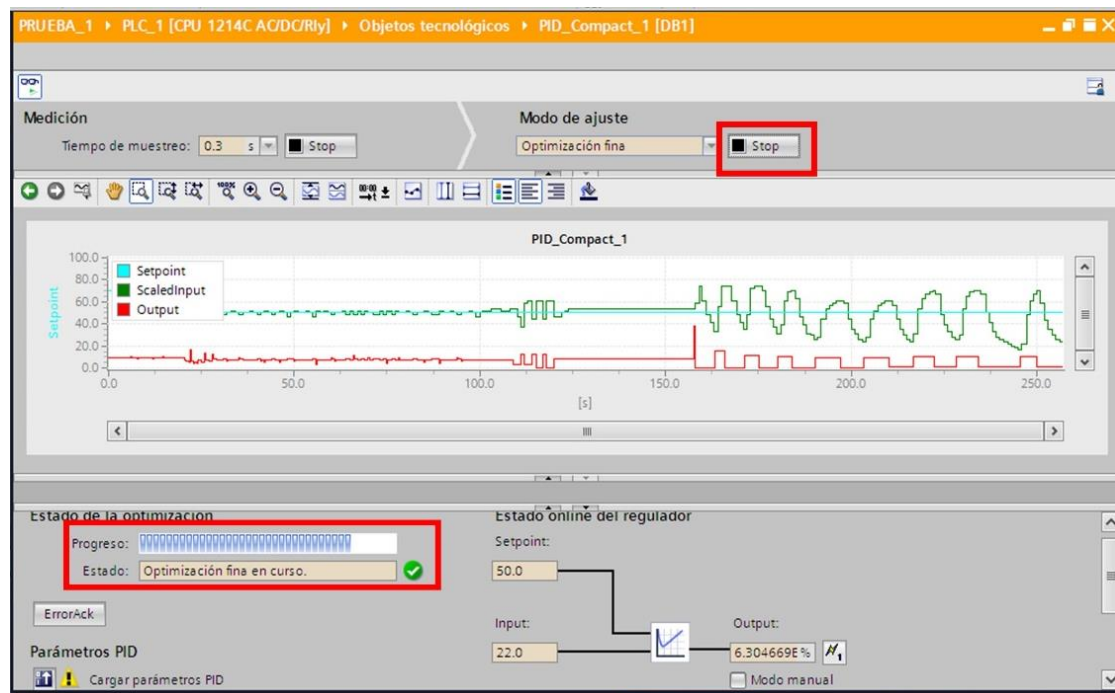 PRUEBA_1 ▸ PLC_1 [CPU 1214C AC/DC/Rly] ▸ Objetos tecnológicos ▸ PID_Compact_1 [DB1]
Medición
Modo de ajuste
Tiempo de muestreo: 0.3 s Stop
Optimización fina Stop
PID_Compact_1
Setpoint
100.0
80.0
60.0
40.0
20.0
0.0
Setpoint
ScaledInput
Output
0.0 50.0 100.0 150.0 200.0 250.0
[s]
Estado de la optimización
Progreso:
Estado: Optimización fina en curso.
ErrorAck
Parámetros PID
Cargar parámetros PID
Estado online del regulador
Setpoint:
50.0
Input:
22.0
Output:
6.304669E %
Modo manual